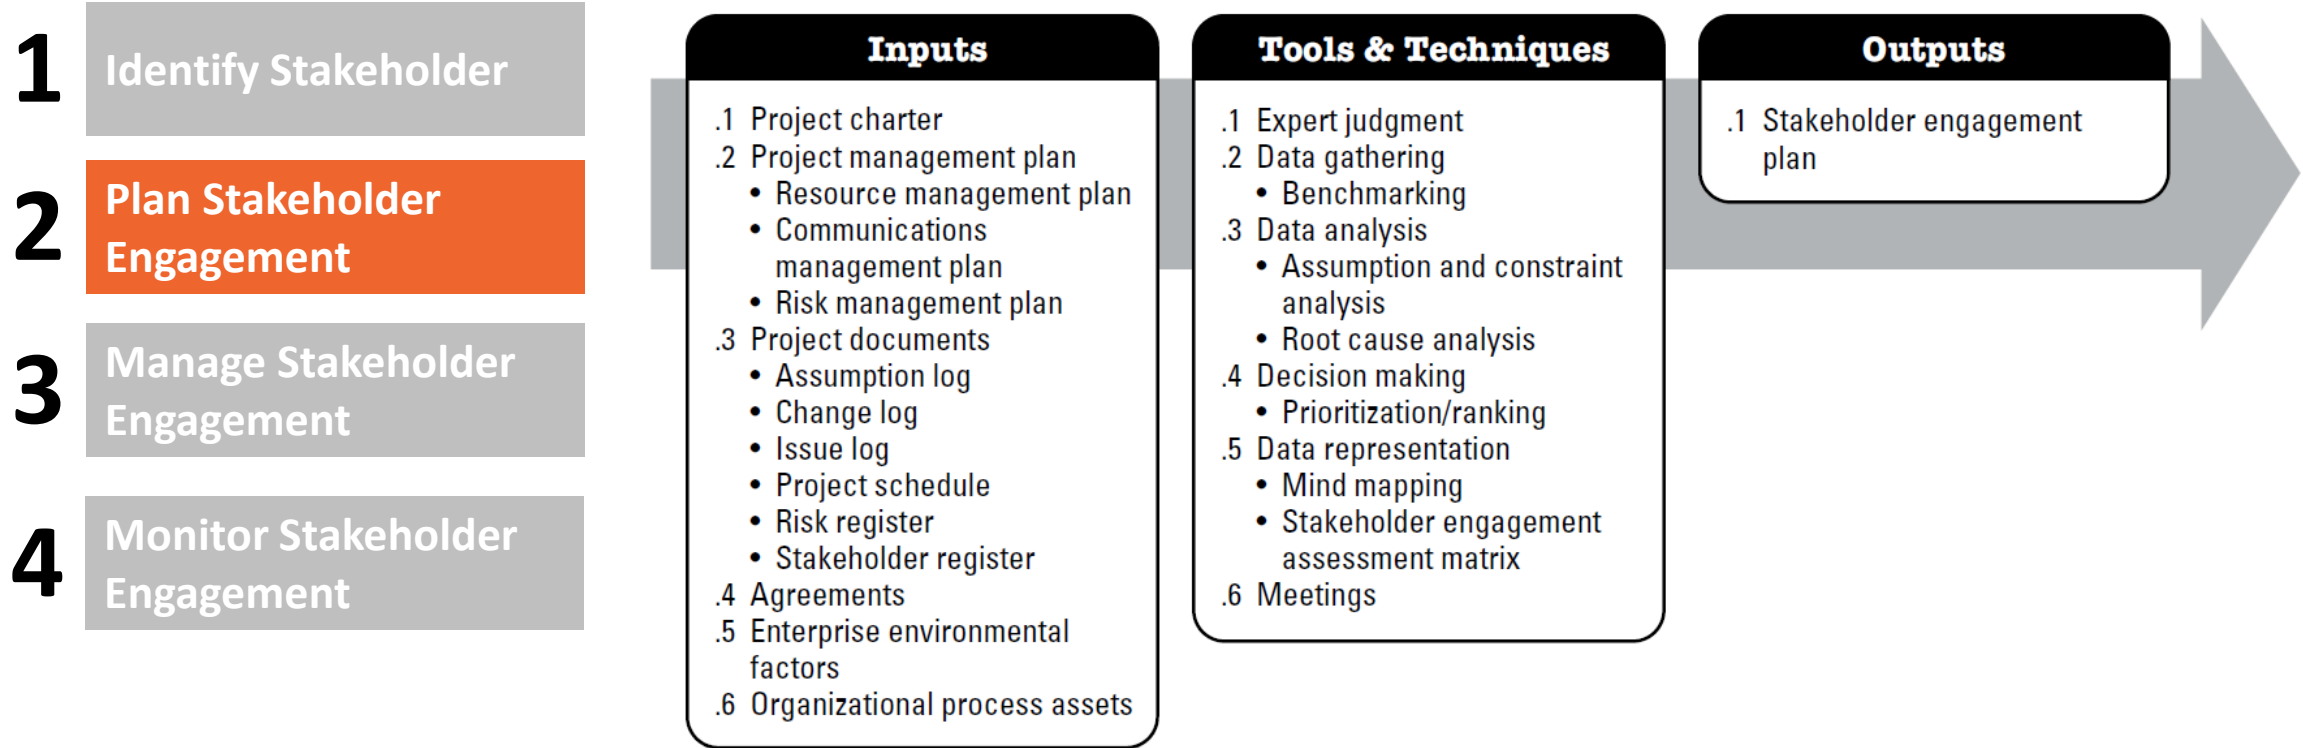 1
Identify Stakeholder
2
Plan Stakeholder
Engagement
3
Manage Stakeholder
Engagement
4
Monitor Stakeholder
Engagement
Inputs
.1 Project charter
.2 Project management plan
• Resource management plan
• Communications
management plan
• Risk management plan
.3 Project documents
• Assumption log
• Change log
• Issue log
• Project schedule
• Risk register
• Stakeholder register
.4 Agreements
.5 Enterprise environmental
factors
.6 Organizational process assets
Tools & Techniques
.1 Expert judgment
.2 Data gathering
• Benchmarking
.3 Data analysis
• Assumption and constraint
analysis
• Root cause analysis
.4 Decision making
• Prioritization/ranking
.5 Data representation
• Mind mapping
• Stakeholder engagement
assessment matrix
.6 Meetings
Outputs
.1 Stakeholder engagement
plan